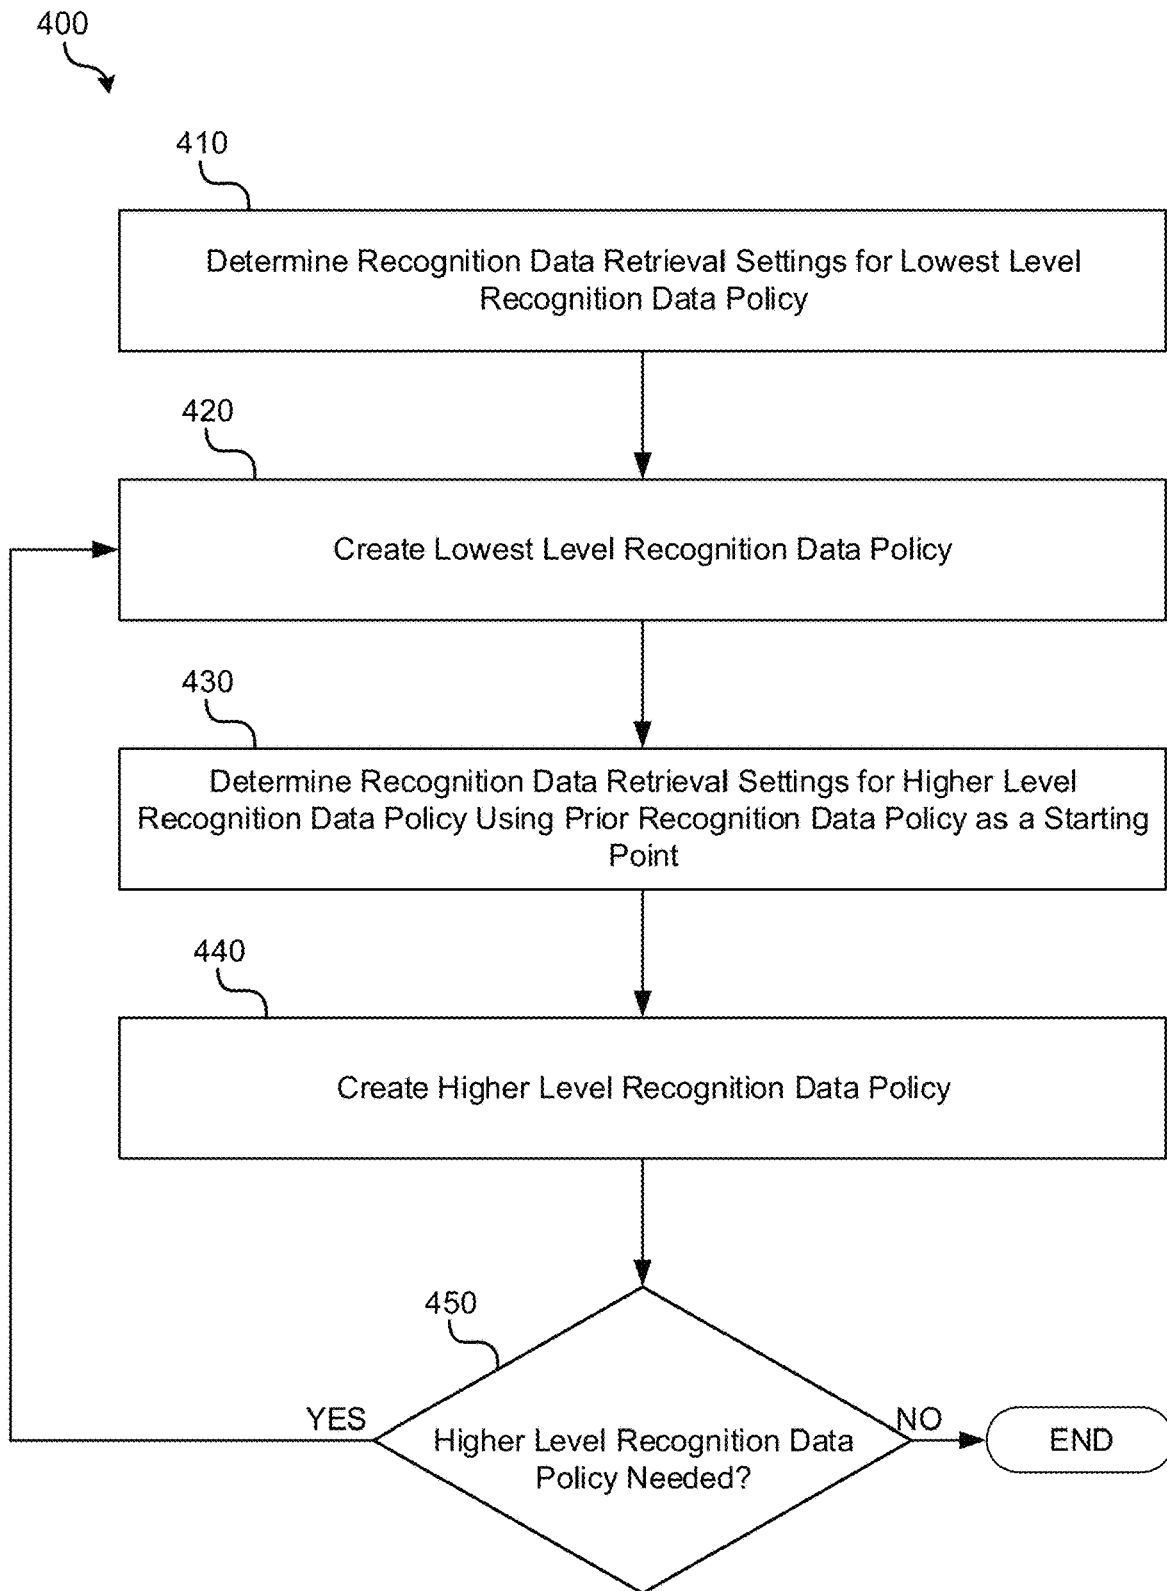 400
410
Determine Recognition Data Retrieval Settings for Lowest Level
Recognition Data Policy
420
Create Lowest Level Recognition Data Policy
430
Determine Recognition Data Retrieval Settings for Higher Level
Recognition Data Policy Using Prior Recognition Data Policy as a Starting
Point
440
Create Higher Level Recognition Data Policy
450
YES
Higher Level Recognition Data
Policy Needed?
NO
END